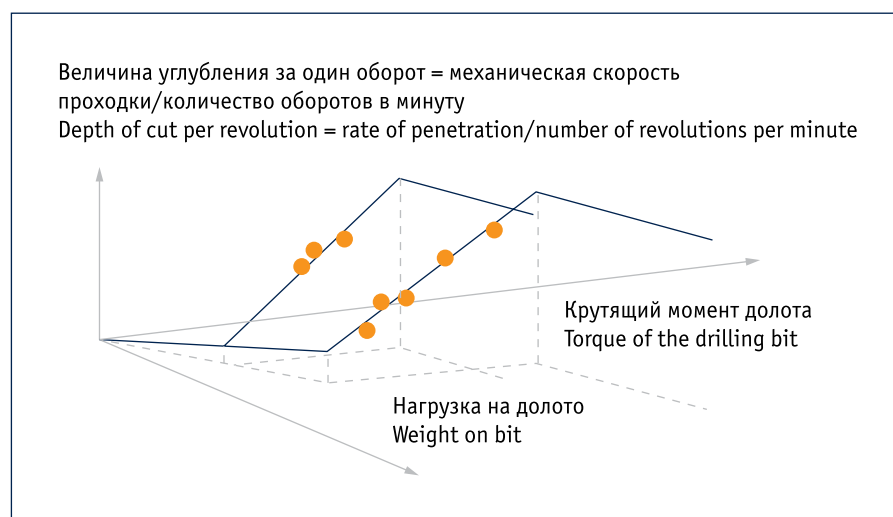 Величина углубления за один оборот = механическая скорость
проходки/количество оборотов в минуту
Depth of cut per revolution = rate of penetration/number of revolutions per minute
Крутящий момент долота
Torque of the drilling bit
Нагрузка на долото
Weight on bit